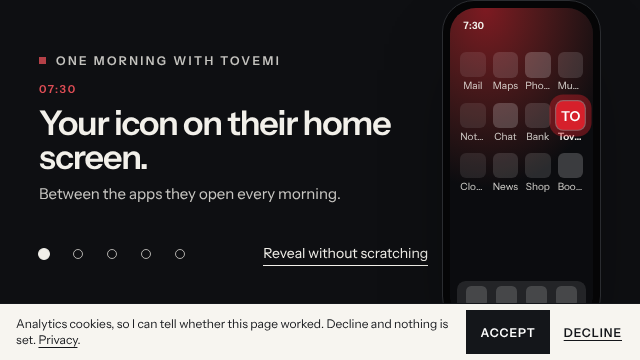 ONE MORNING WITH TOVEMI
07:30
Your icon on their home
screen.
Between the apps they open every morning.
Reveal without scratching
7:30
Mail Maps Pho... Mu...
Not... Chat Bank Tov...
TO
Clo... News Shop Boo...
Analytics cookies, so I can tell whether this page worked. Decline and nothing is
set. Privacy.
ACCEPT
DECLINE